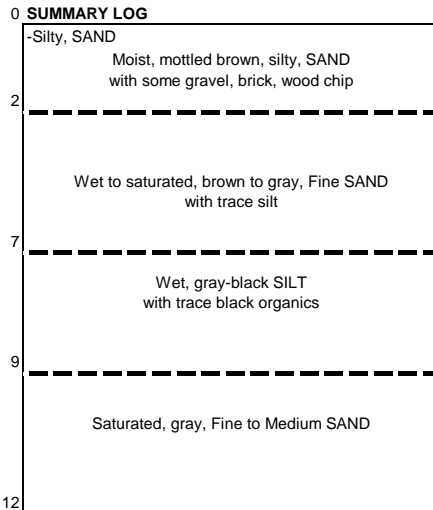 0 SUMMARY LOG
-Silty, SAND
Moist, mottled brown, silty, SAND
with some gravel, brick, wood chip
2
Wet to saturated, brown to gray, Fine SAND
with trace silt
7
Wet, gray-black SILT
with trace black organics
9
Saturated, gray, Fine to Medium SAND
12